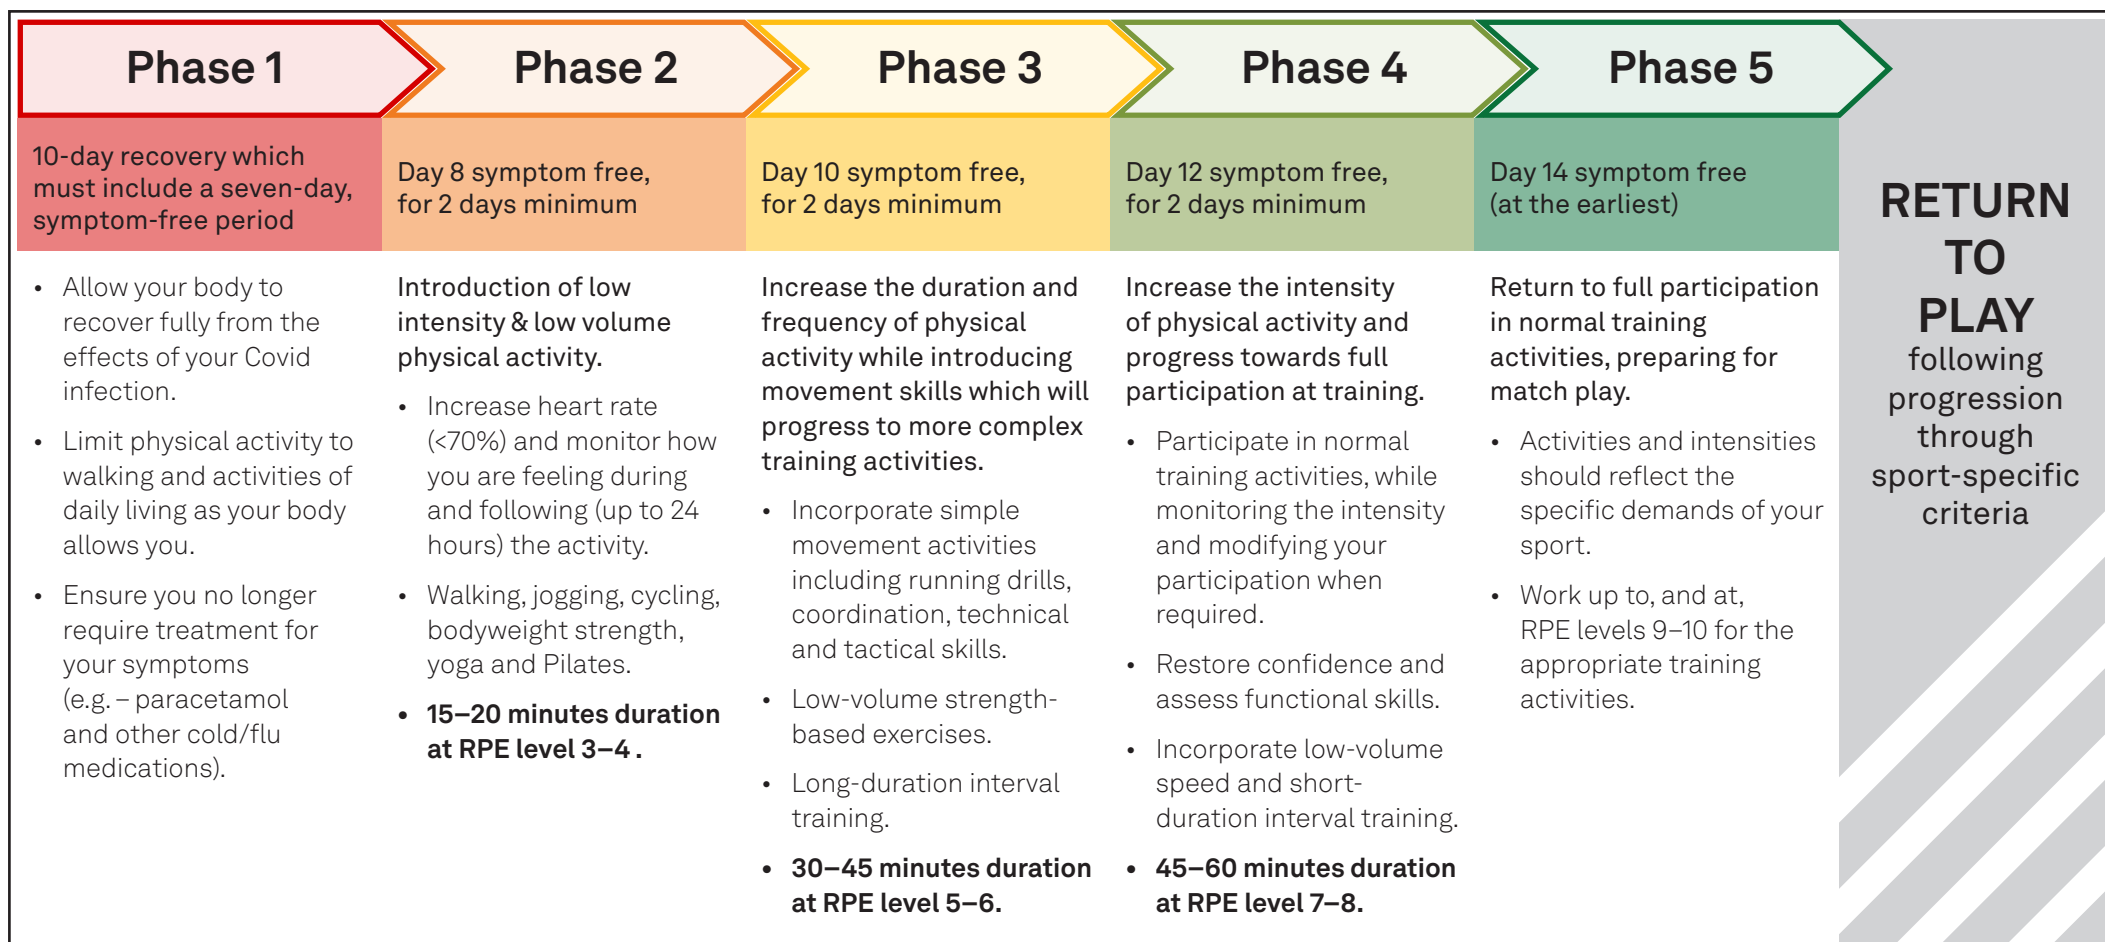 Phase 1
Phase 2
Phase 3
Phase 4
Phase 5
10-day recovery which
must include a seven-day,
symptom-free period
Day 8 symptom free,
for 2 days minimum
Day 10 symptom free,
for 2 days minimum
Day 12 symptom free,
for 2 days minimum
Day 14 symptom free
(at the earliest)
• Allow your body to
recover fully from the
effects of your Covid
infection.
• Limit physical activity to
walking and activities of
daily living as your body
allows you.
• Ensure you no longer
require treatment for
your symptoms
(e.g. – paracetamol
and other cold/flu
medications).
Introduction of low
intensity & low volume
physical activity.
• Increase heart rate
(<70%) and monitor how
you are feeling during
and following (up to 24
hours) the activity.
• Walking, jogging, cycling,
bodyweight strength,
yoga and Pilates.
• 15–20 minutes duration
at RPE level 3–4 .
Increase the duration and
frequency of physical
activity while introducing
movement skills which will
progress to more complex
training activities.
• Incorporate simple
movement activities
including running drills,
coordination, technical
and tactical skills.
• Low-volume strength-
based exercises.
• Long-duration interval
training.
• 30–45 minutes duration
at RPE level 5–6.
Increase the intensity
of physical activity and
progress towards full
participation at training.
• Participate in normal
training activities, while
monitoring the intensity
and modifying your
participation when
required.
• Restore confidence and
assess functional skills.
• Incorporate low-volume
speed and short-
duration interval training.
• 45–60 minutes duration
at RPE level 7–8.
Return to full participation
in normal training
activities, preparing for
match play.
• Activities and intensities
should reflect the
specific demands of your
sport.
• Work up to, and at,
RPE levels 9–10 for the
appropriate training
activities.
RETURN
TO
PLAY
following
progression
through
sport-specific
criteria